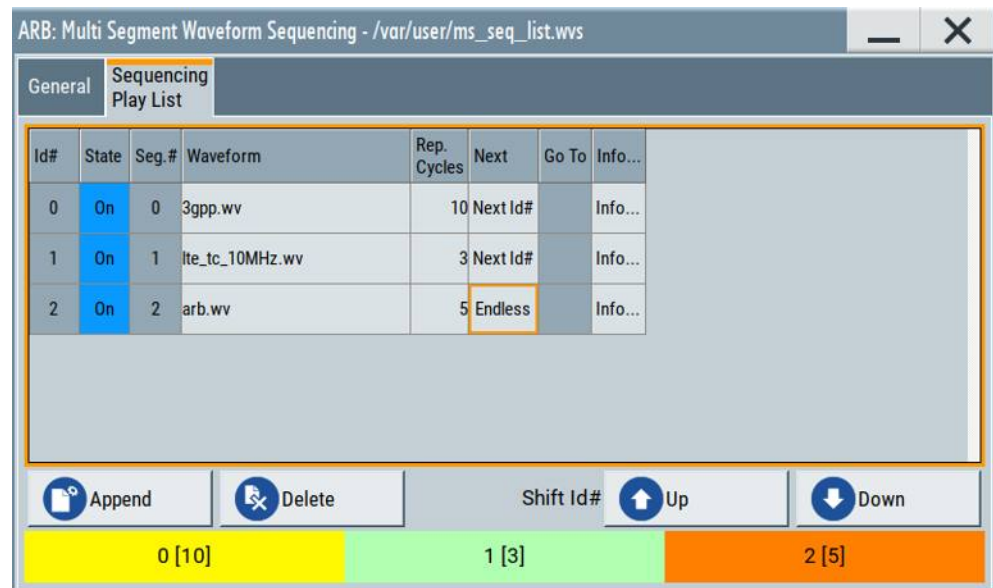 ARB: Multi Segment Waveform Sequencing - /var/user/ms_seq_list.wvs
General
Sequencing
Play List
Id# State Seg.# Waveform Rep. Cycles Next Go To Info...
0 On 0 3gpp.wv 10 Next Id# Info...
1 On 1 lte_tc_10MHz.wv 3 Next Id# Info...
2 On 2 arb.wv 5 Endless Info...
Append Delete Shift Id# Up Down
0 [10] 1 [3] 2 [5]